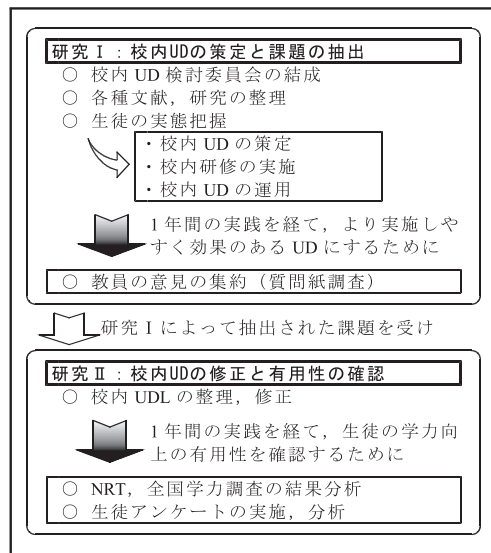 研究Ⅰ：校内UDの策定と課題の抽出
○ 校内 UD 検討委員会の結成
○ 各種文献，研究の整理
○ 生徒の実態把握
・校内 UD の策定
・校内研修の実施
・校内 UD の運用
1 年間の実践を経て，より実施しや
すく効果のある UD にするために
○ 教員の意見の集約（質問紙調査）
研究Ⅰによって抽出された課題を受け
研究Ⅱ：校内UDの修正と有用性の確認
○ 校内 UDL の整理，修正
1 年間の実践を経て，生徒の学力向
上の有用性を確認するために
○ NRT，全国学力調査の結果分析
○ 生徒アンケートの実施，分析